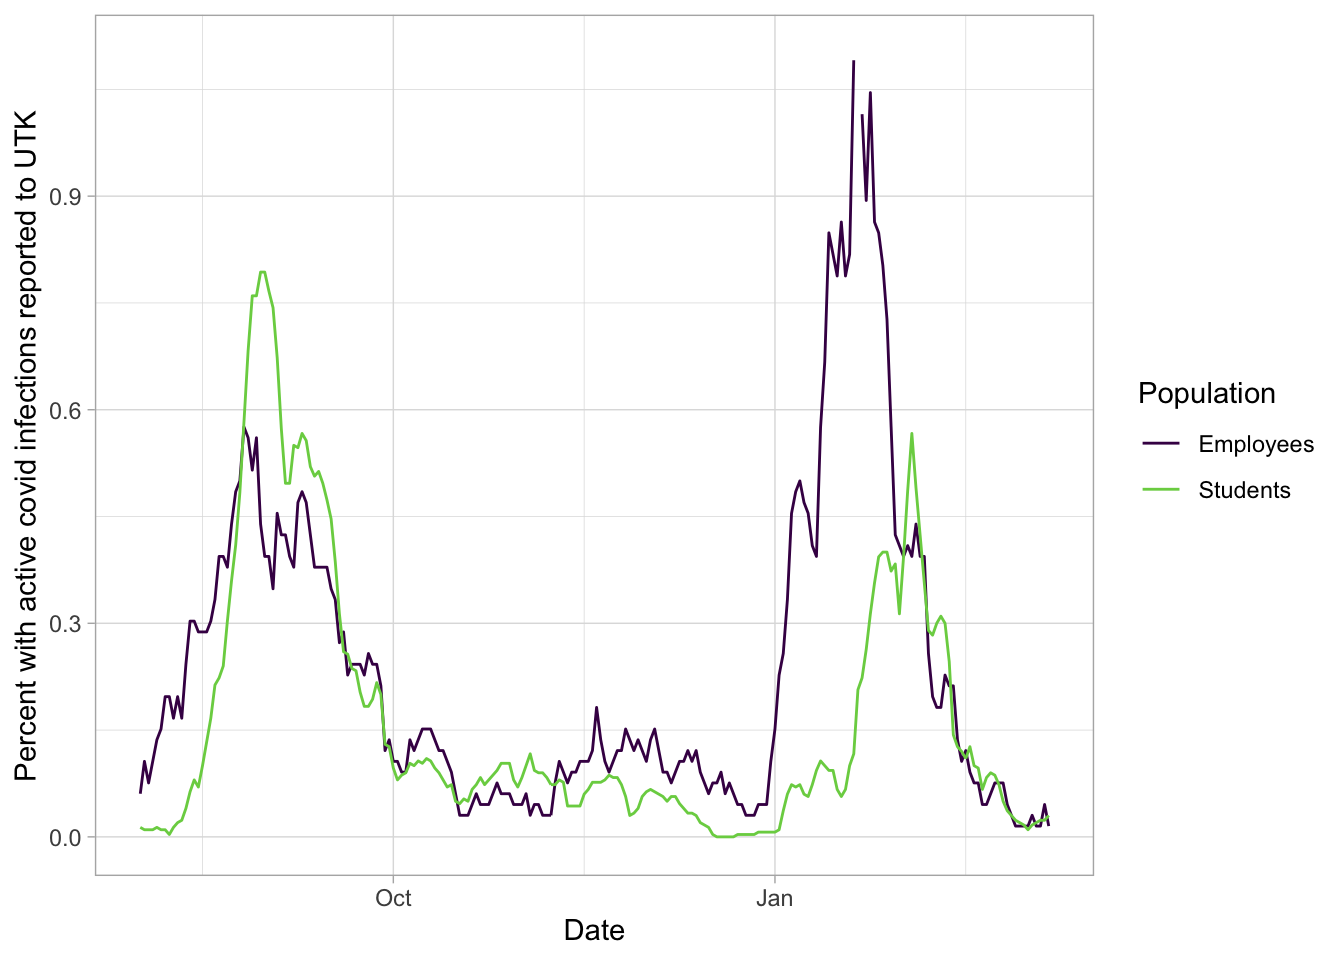 Percent with active covid infections reported to UTK
0.9
0.6
0.3
0.0
Oct
Jan
Date
Population
Employees
Students